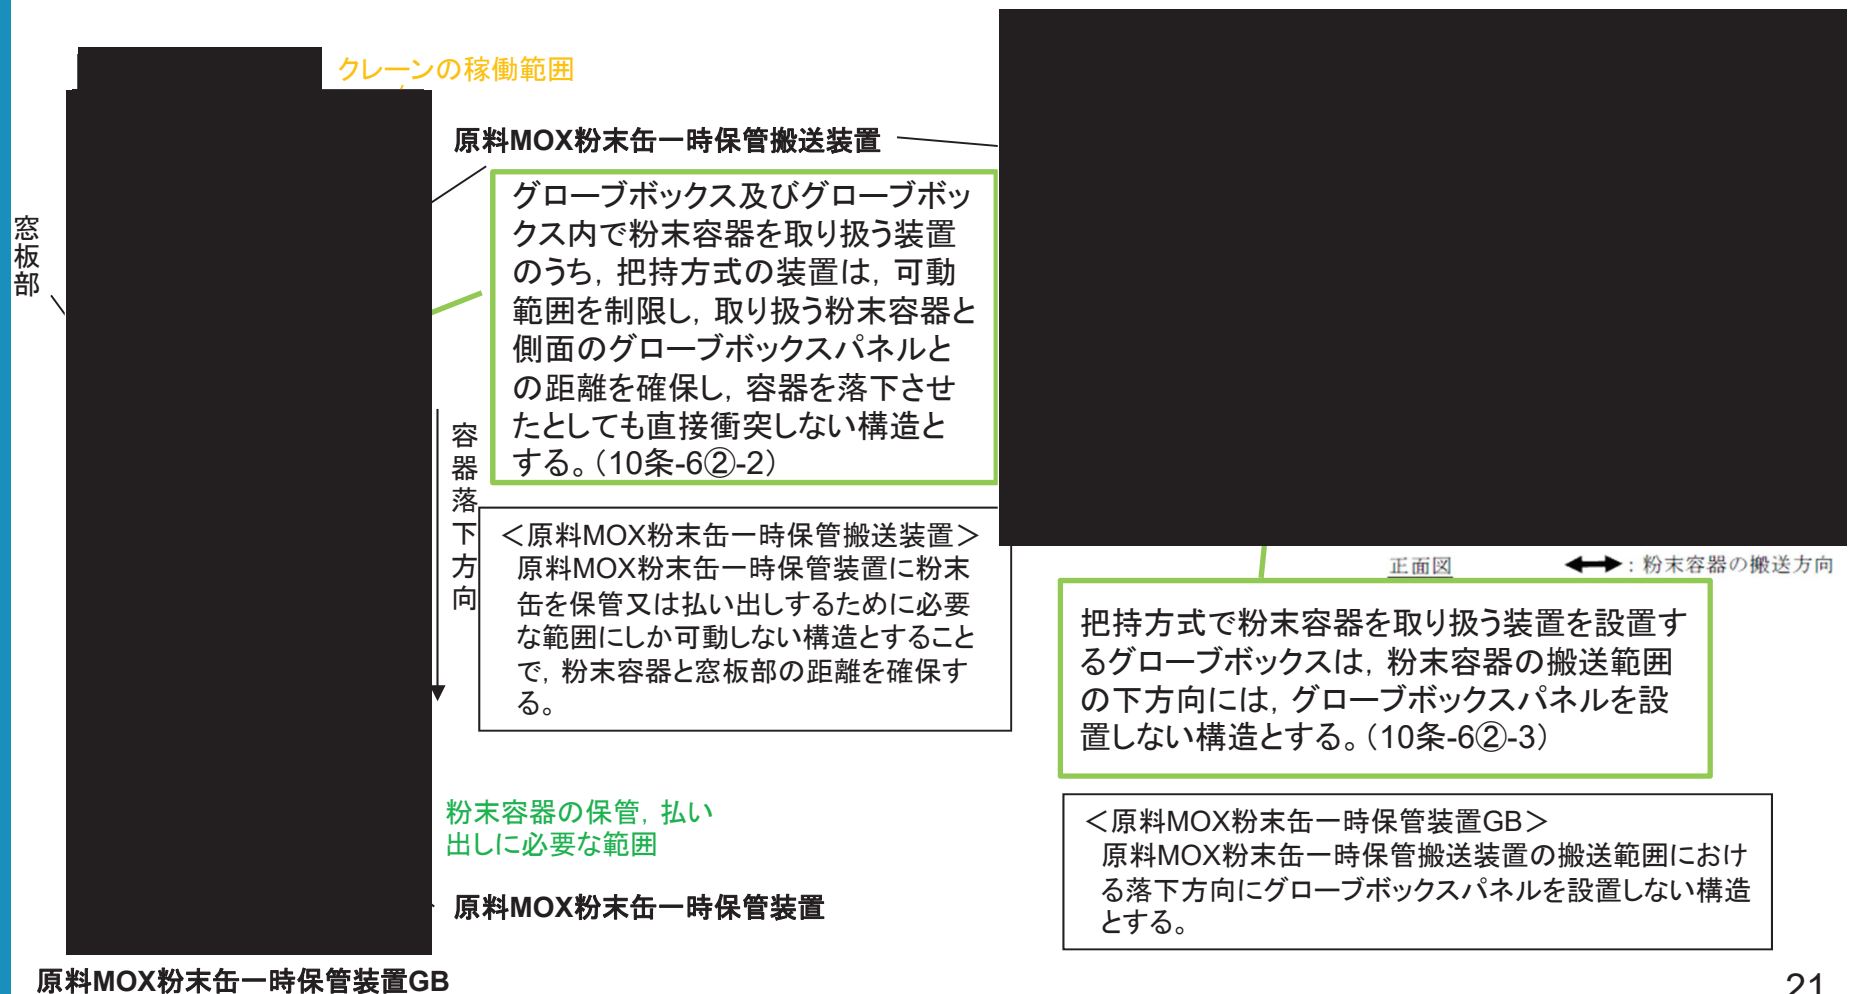 クレーンの稼働範囲
原料MOX粉末缶一時保管搬送装置
窓板部
グローブボックス及びグローブボッ
クス内で粉末容器を取り扱う装置
のうち，把持方式の装置は，可動
範囲を制限し，取り扱う粉末容器と
側面のグローブボックスパネルと
の距離を確保し，容器を落下させ
たとしても直接衝突しない構造と
する。（10条-6②-2）
容器落下方向
＜原料MOX粉末缶一時保管搬送装置＞
原料MOX粉末缶一時保管装置に粉末
缶を保管又は払い出しするために必要
な範囲にしか可動しない構造とすること
で，粉末容器と窓板部の距離を確保す
る。
粉末容器の保管，払い
出しに必要な範囲
原料MOX粉末缶一時保管装置
原料MOX粉末缶一時保管装置GB
正面図
：粉末容器の搬送方向
把持方式で粉末容器を取り扱う装置を設置す
るグローブボックスは，粉末容器の搬送範囲
の下方向には，グローブボックスパネルを設
置しない構造とする。（10条-6②-3）
＜原料MOX粉末缶一時保管装置GB＞
原料MOX粉末缶一時保管搬送装置の搬送範囲におけ
る落下方向にグローブボックスパネルを設置しない構造
とする。
21